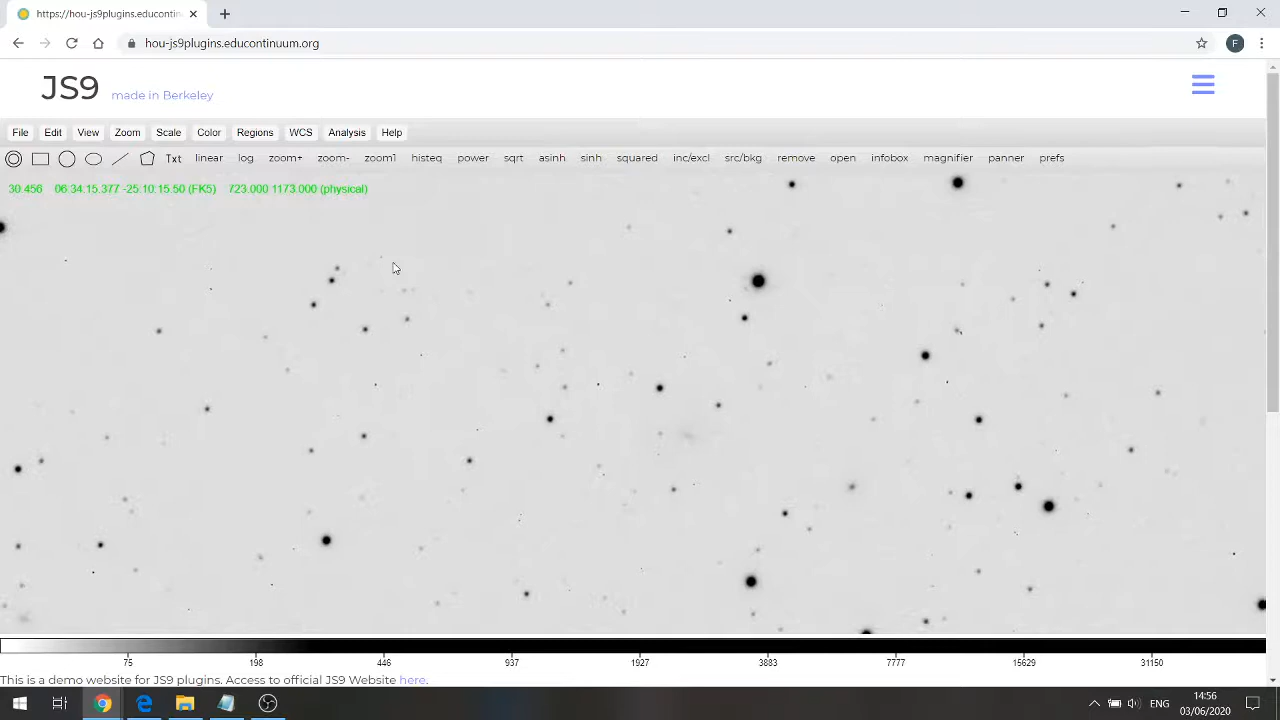 https://hou-js9plugins.educontin
hou-js9plugins.educontinuum.org
F
JS9 made in Berkeley
File Edit View Zoom Scale Color Regions WCS Analysis Help
Txt linear log zoom+ zoom- zoom1 histeq power sqrt asinh sinh squared inc/excl src/bkg remove open infobox magnifier panner prefs
30.456 06:34:15.377 -25:10:15.50 (FK5) 723.000 1173.000 (physical)
75 198 446 937 1927 3883 7777 15629 31150
This is a demo website for JS9 plugins. Access to official JS9 Website here.
ENG
14:56
03/06/2020